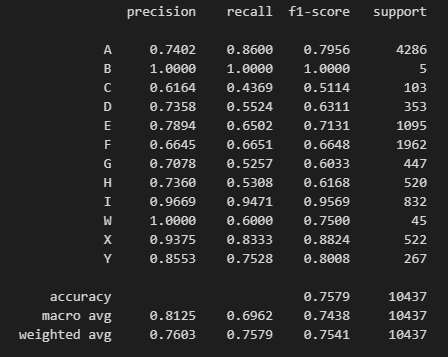 precision recall f1-score support
A 0.7402 0.8600 0.7956 4286
B 1.0000 1.0000 1.0000 5
C 0.6164 0.4369 0.5114 103
D 0.7358 0.5524 0.6311 353
E 0.7894 0.6502 0.7131 1095
F 0.6645 0.6651 0.6648 1962
G 0.7078 0.5257 0.6033 447
H 0.7360 0.5308 0.6168 520
I 0.9669 0.9471 0.9569 832
W 1.0000 0.6000 0.7500 45
X 0.9375 0.8333 0.8824 522
Y 0.8553 0.7528 0.8008 267
accuracy 0.7579 10437
macro avg 0.8125 0.6962 0.7438 10437
weighted avg 0.7603 0.7579 0.7541 10437